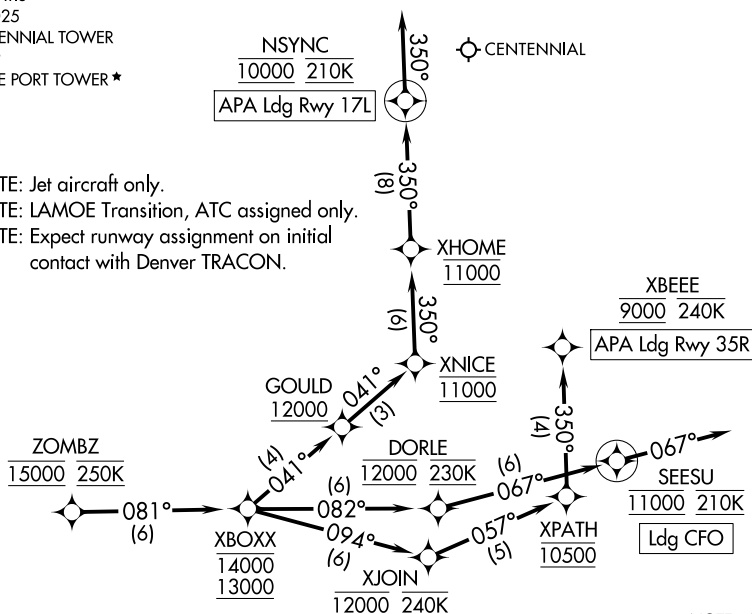 025
TENNIAL TOWER
E PORT TOWER★
NSYNC
10000 210K
APA Ldg Rwy 17L
350°
CENTENNIAL
350°
(8)
TE: Jet aircraft only.
TE: LAMOE Transition, ATC assigned only.
TE: Expect runway assignment on initial
contact with Denver TRACON.
XHOME
11000
350°
(6)
XBEEE
9000 240K
APA Ldg Rwy 35R
XNICE
11000
GOULD
12000
041°
(3)
350°
(4)
ZOMBZ
15000 250K
(4)
041°
DORLE
12000 230K
(6)
067°
067°
SEESU
11000 210K
Ldg CFO
081°
(6)
(6)
082°
XBOXX
14000
13000
094°
(6)
057°
(5)
XPATH
10500
XJOIN
12000 240K